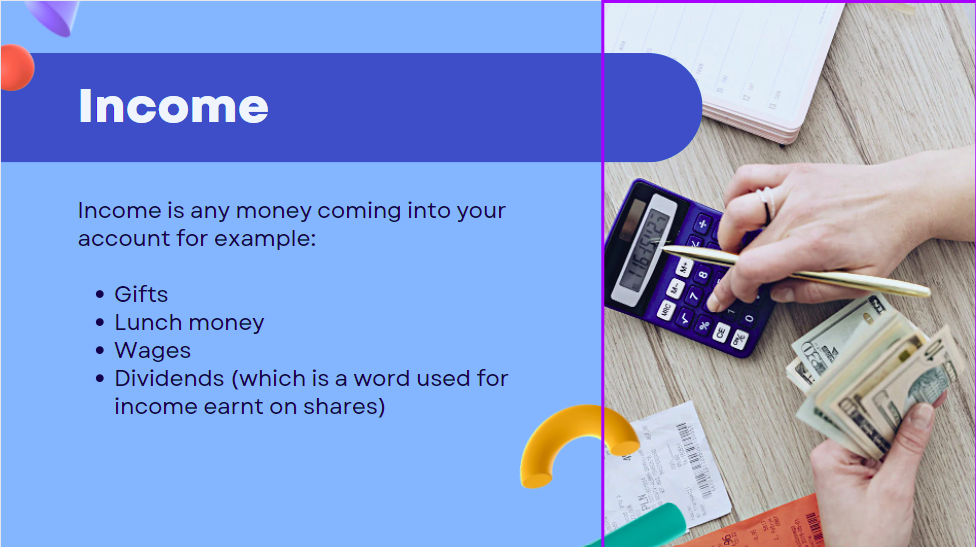 Income
Income is any money coming into your
account for example:
Gifts
Lunch money
Wages
Dividends (which is a word used for
income earnt on shares)